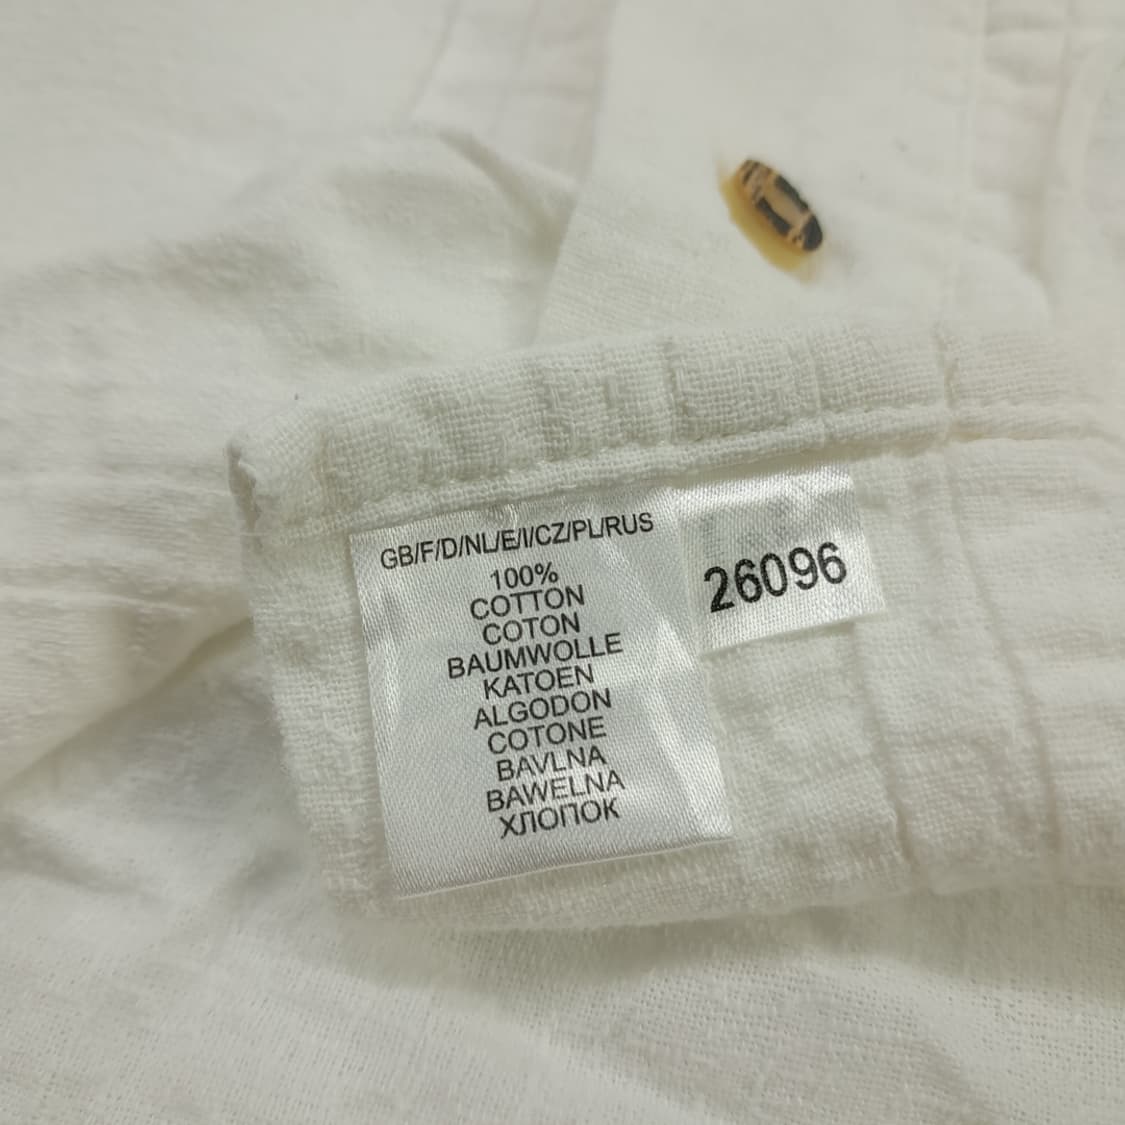 GB/F/D/NL/E/I/CZ/PL/RUS
100%
COTTON
COTON
BAUMWOLLE
KATOEN
ALGODON
COTONE
BAVLNA
BAWELNA
ХЛОПОК
26096